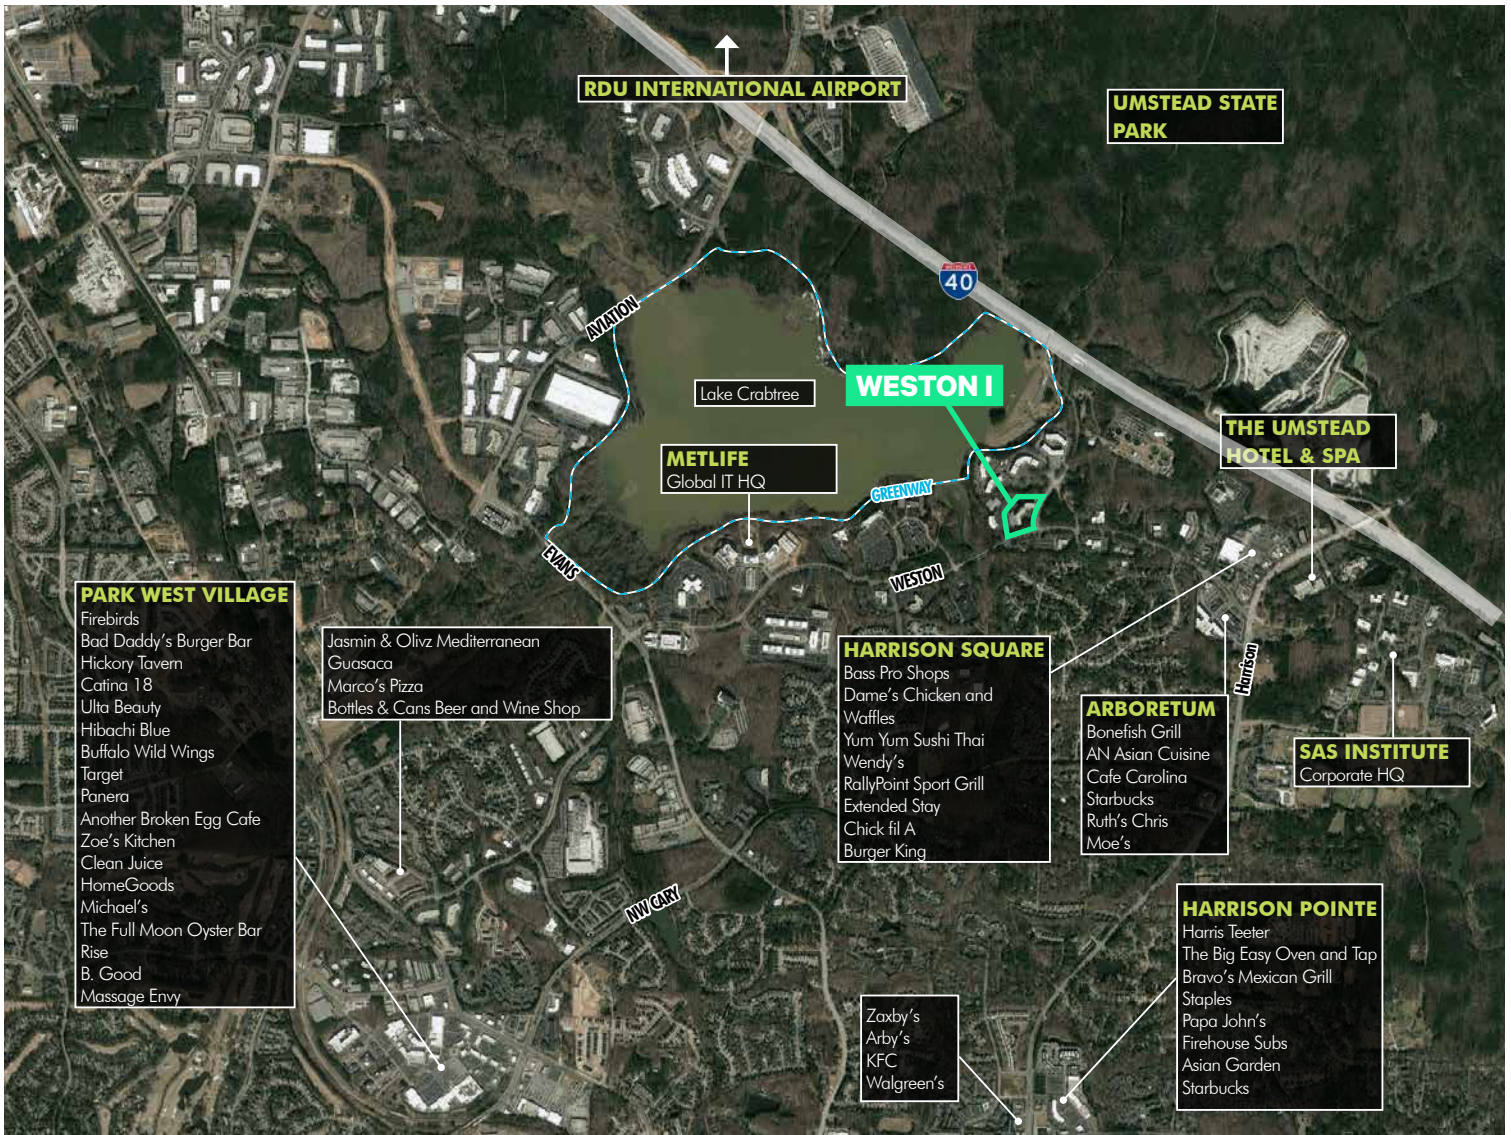 RDU INTERNATIONAL AIRPORT
UMSTEAD STATE
PARK
40
AVIATION
WESTON I
Lake Crabtree
METLIFE
Global IT HQ
GREENWAY
THE UMSTEAD
HOTEL & SPA
EVANS
WESTON
PARK WEST VILLAGE
Firebirds
Bad Daddy's Burger Bar
Hickory Tavern
Catina 18
Ulta Beauty
Hibachi Blue
Buffalo Wild Wings
Target
Panera
Another Broken Egg Cafe
Zoe's Kitchen
Clean Juice
HomeGoods
Michael's
The Full Moon Oyster Bar
Rise
B. Good
Massage Envy
Jasmin & Olivz Mediterranean
Guasaca
Marco's Pizza
Bottles & Cans Beer and Wine Shop
HARRISON SQUARE
Bass Pro Shops
Dame's Chicken and
Waffles
Yum Yum Sushi Thai
Wendy's
RallyPoint Sport Grill
Extended Stay
Chick fil A
Burger King
Harrison
ARBORETUM
Bonefish Grill
AN Asian Cuisine
Cafe Carolina
Starbucks
Ruth's Chris
Moe's
SAS INSTITUTE
Corporate HQ
NW CARY
HARRISON POINTE
Harris Teeter
The Big Easy Oven and Tap
Bravo's Mexican Grill
Staples
Papa John's
Firehouse Subs
Asian Garden
Starbucks
Zaxby's
Arby's
KFC
Walgreen's